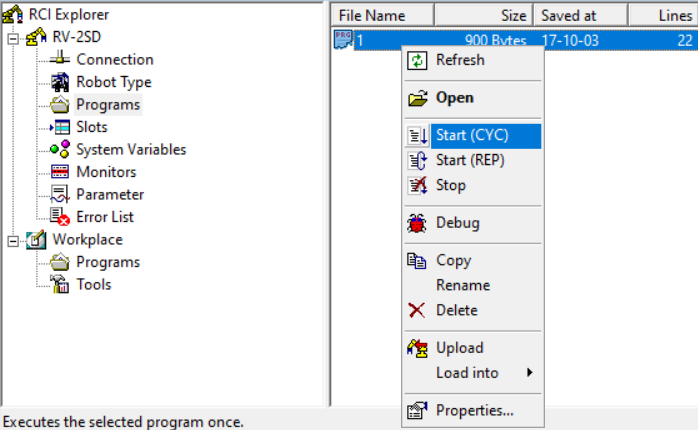 RCI Explorer
RV-2SD
Connection
Robot Type
Programs
Slots
System Variables
Monitors
Parameter
Error List
Workplace
Programs
Tools
File Name Size Saved at Lines
PRG 1 900 Bytes 17-10-03 22
Refresh
Open
Start (CYC)
Start (REP)
Stop
Debug
Copy
Rename
Delete
Upload
Load into
Properties...
Executes the selected program once.